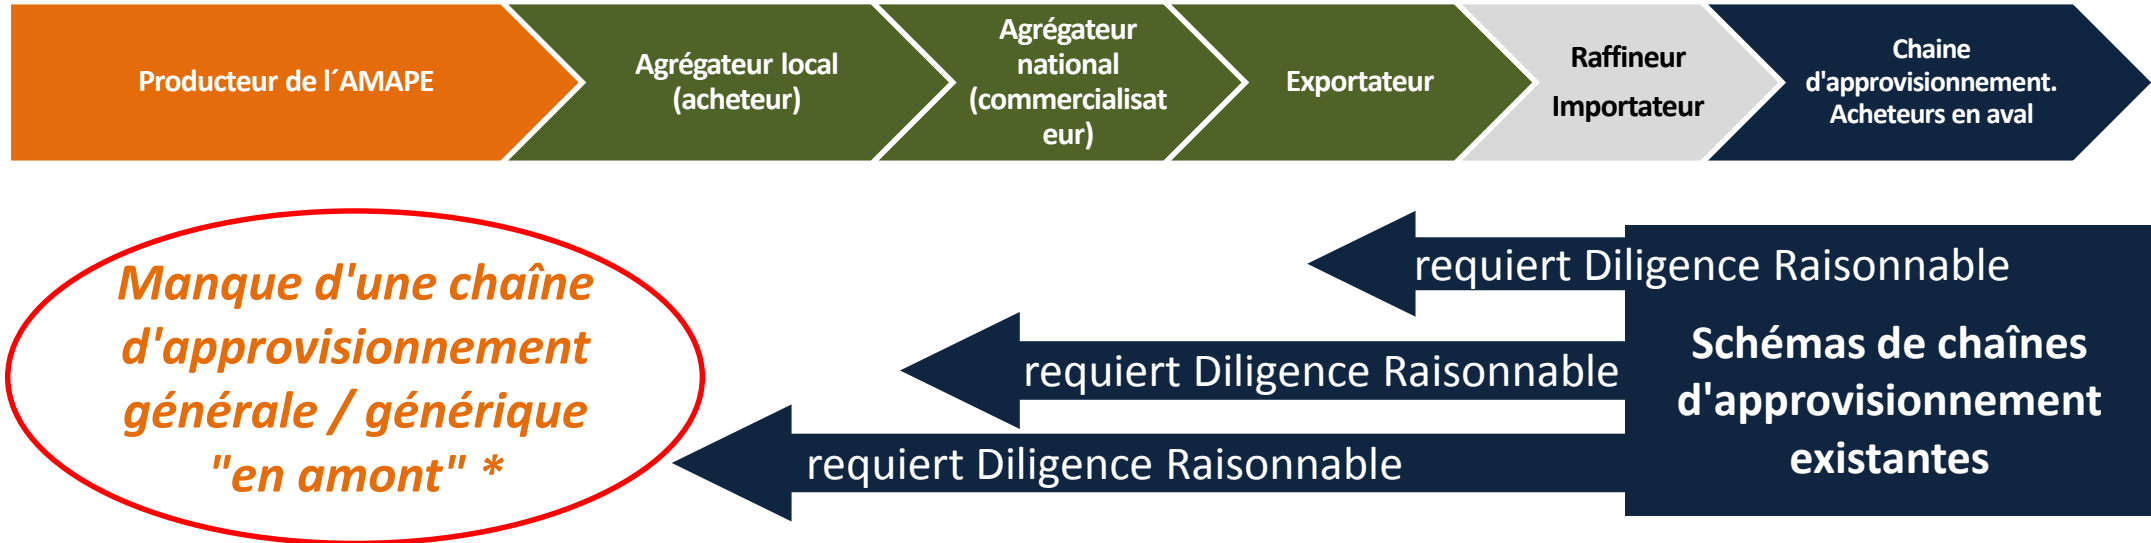 Producteur de l´AMAPE
Agrégateur local
(acheteur)
Agrégateur
national
(commercialisat
eur)
Exportateur
Raffineur
Importateur
Chaine
d'approvisionnement.
Acheteurs en aval
Manque d'une chaîne
d'approvisionnement
générale / générique
"en amont" *
requiert Diligence Raisonnable
requiert Diligence Raisonnable
requiert Diligence Raisonnable
Schémas de chaînes
d'approvisionnement
existantes